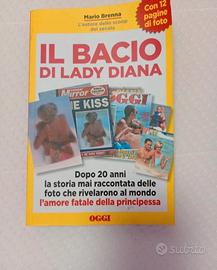 Mario Brenna
L'autore dello scoop
del secolo
Con 12
pagine
di foto
IL BACIO
DI LADY DIANA
Mirror
THE KISS
OGGI
Dopo 20 anni
la storia mai raccontata delle
foto che rivelarono al mondo
l'amore fatale della principessa
OGGI
subito